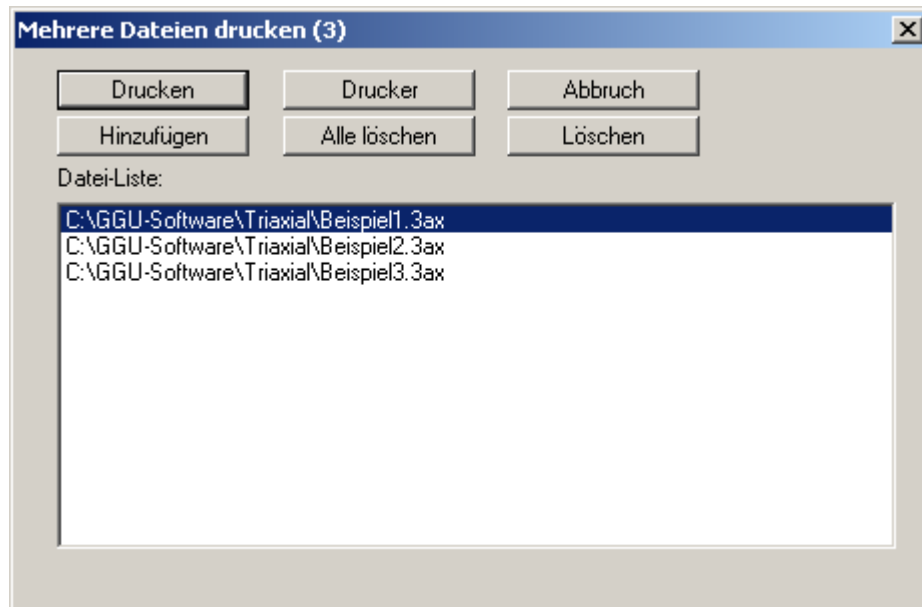 Mehrere Dateien drucken (3)
Drucken Drucker Abbruch
Hinzufügen Alle löschen Löschen
Datei-Liste:
C:\GGU-Software\Triaxial\Beispiel1.3ax
C:\GGU-Software\Triaxial\Beispiel2.3ax
C:\GGU-Software\Triaxial\Beispiel3.3ax